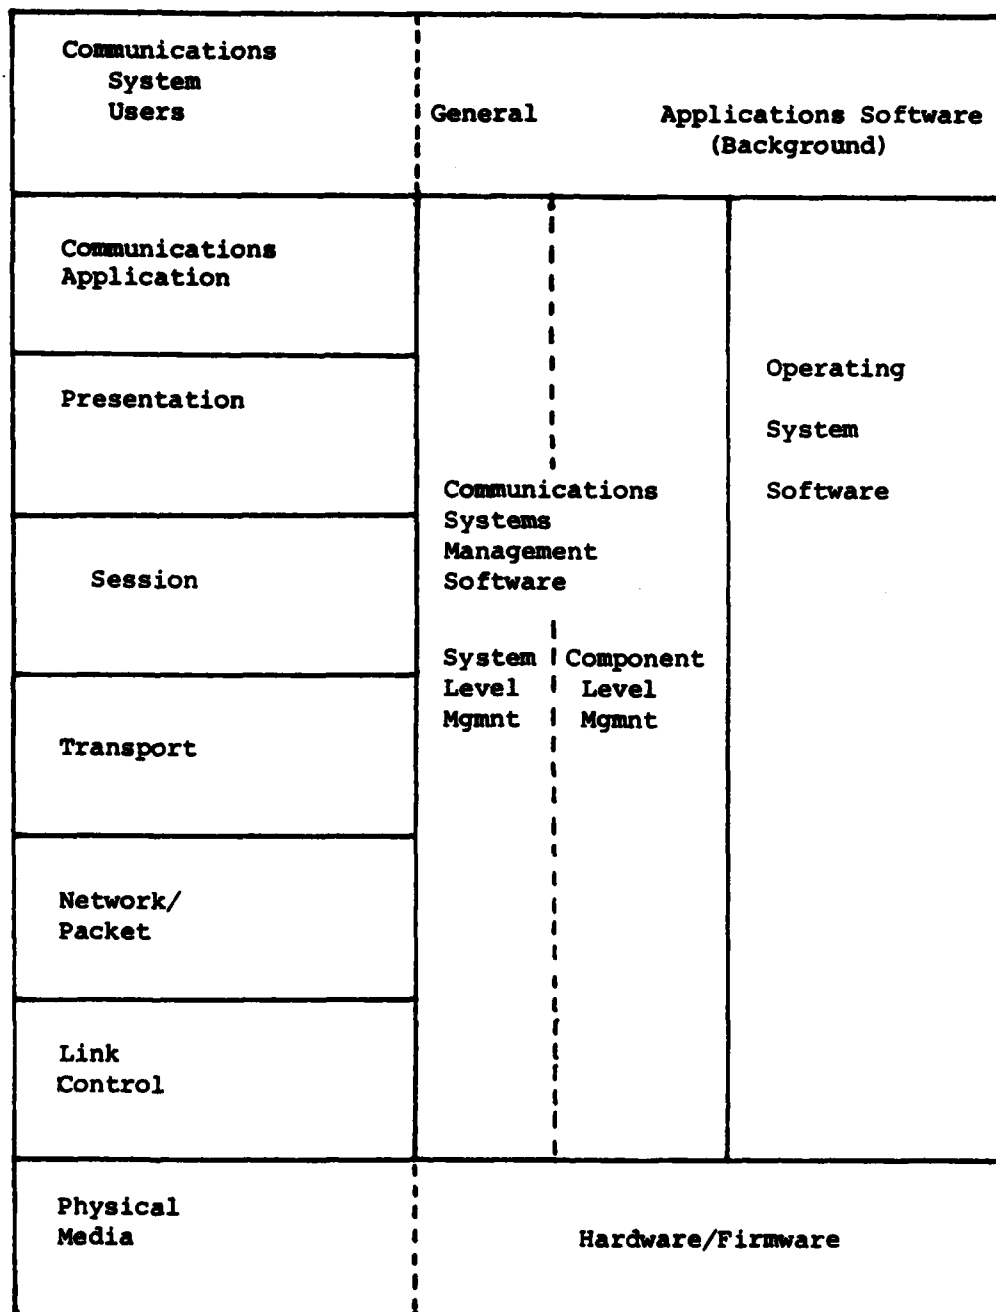 Communications
System
Users
General
Applications Software
(Background)
Communications
Application
Presentation
Session
Transport
Network/
Packet
Link
Control
Communications
Systems
Management
Software
System
Level
Mgmnt
Component
Level
Mgmnt
Operating
System
Software
Physical
Media
Hardware/Firmware